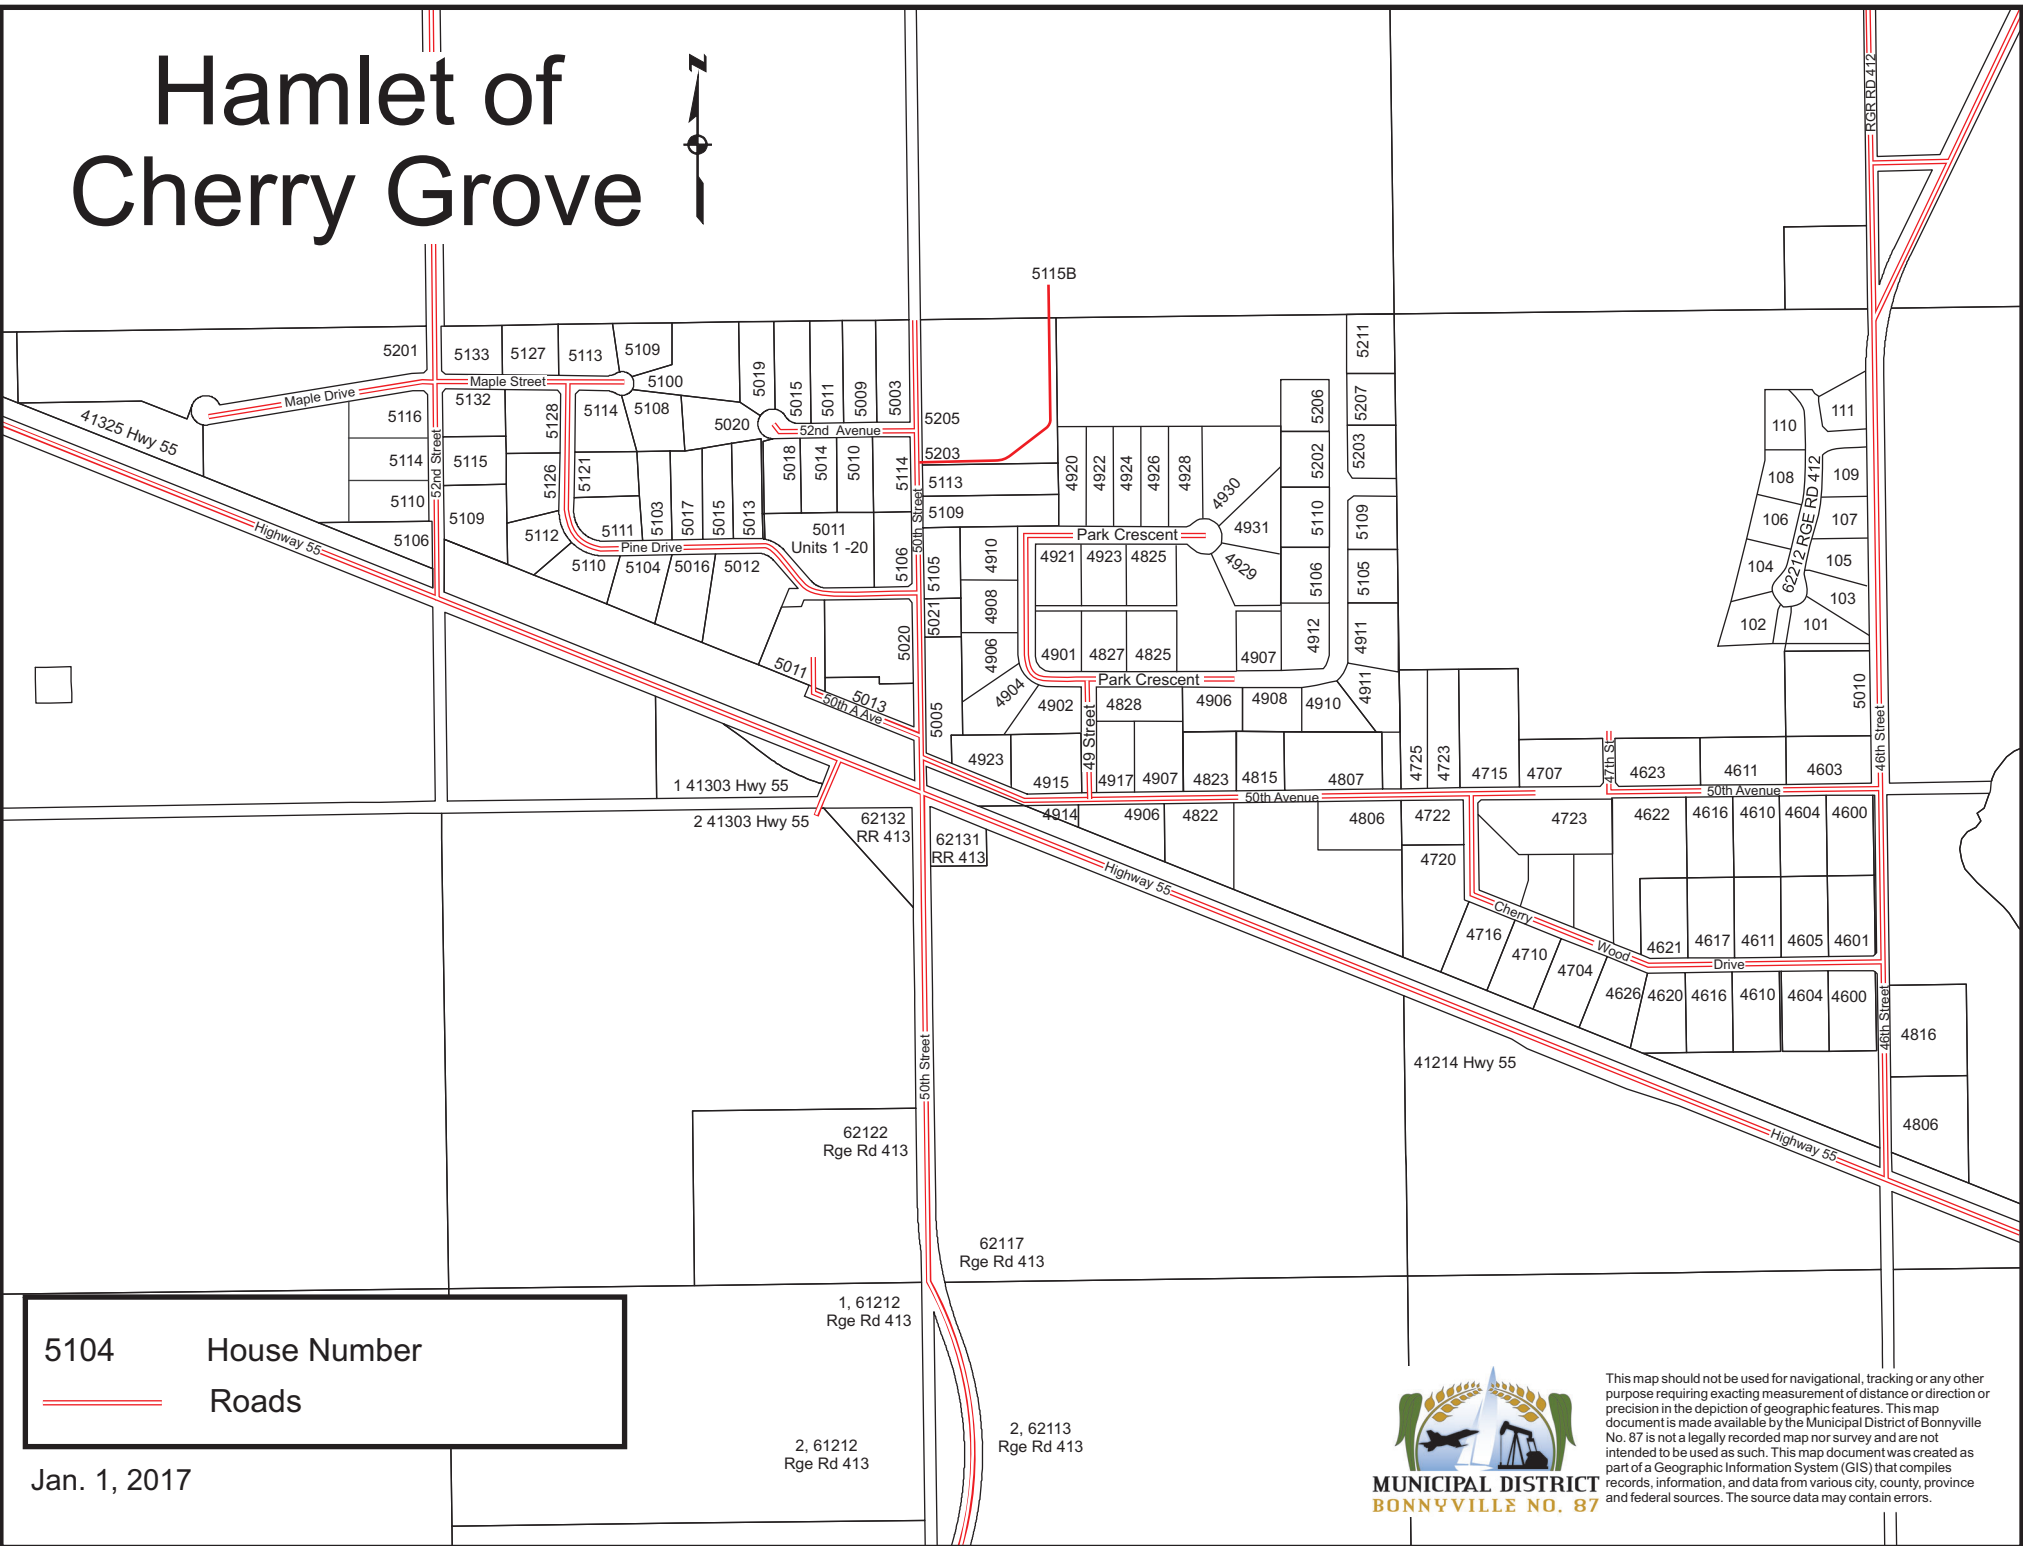 Hamlet of
Cherry Grove
N
RGR RD 412
5115B
5201
5133
5127
5113
5109
5100
5019
5015
5011
5009
5003
5205
5211
Maple Street
Maple Drive
5132
5128
5114
5108
5020
52nd Avenue
5206
5207
111
110
41325 Hwy 55
5116
5114
5115
52nd Street
5126
5121
5018
5014
5010
5114
5203
5113
5109
4920
4922
4924
4926
4928
4930
5202
5203
108
109
62212 RGE RD 412
5110
5109
5106
5112
5111
5103
5017
5015
5013
5011
Units 1 -20
50th Street
Park Crescent
4931
5110
5109
106
107
Highway 55
Pine Drive
5110
5104
5016
5012
5106
5105
4910
4921
4923
4825
4929
5106
5105
104
105
103
5021
4908
102
101
5020
4906
4901
4827
4825
4907
4912
4911
5011
5013
50th A Ave
5005
4904
4902
Park Crescent
4828
4906
4908
4910
4911
5010
49 Street
46th Street
4923
4915
4917
4907
4823
4815
4807
4725
4723
4715
4707
47th St
4623
4611
4603
1 41303 Hwy 55
50th Avenue
50th Avenue
2 41303 Hwy 55
62132
RR 413
62131
RR 413
4914
4906
4822
4806
4722
4723
4622
4616
4610
4604
4600
4720
Highway 55
Cherry
Wood
Drive
4716
4710
4704
4621
4617
4611
4605
4601
4626
4620
4616
4610
4604
4600
46th Street
4816
50th Street
41214 Hwy 55
4806
Highway 55
62122
Rge Rd 413
62117
Rge Rd 413
1, 61212
Rge Rd 413
2, 61212
Rge Rd 413
2, 62113
Rge Rd 413
5104 House Number
Roads
Jan. 1, 2017
MUNICIPAL DISTRICT
BONNYVILLE NO. 87
This map should not be used for navigational, tracking or any other
purpose requiring exacting measurement of distance or direction or
precision in the depiction of geographic features. This map
document is made available by the Municipal District of Bonnyville
No. 87 is not a legally recorded map nor survey and are not
intended to be used as such. This map document was created as
part of a Geographic Information System (GIS) that compiles
records, information, and data from various city, county, province
and federal sources. The source data may contain errors.